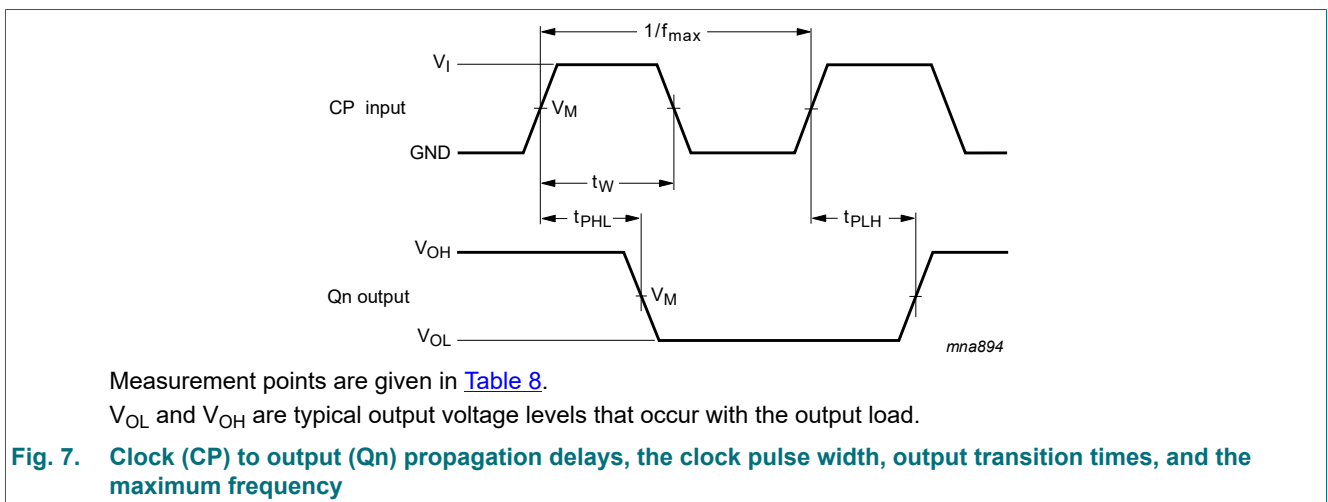 1/fmax
VI
CP input
VM
GND
tW
tPHL
tPLH
VOH
Qn output
VM
VOL
mna894
Measurement points are given in Table 8.
VOL and VOH are typical output voltage levels that occur with the output load.
Fig. 7. Clock (CP) to output (Qn) propagation delays, the clock pulse width, output transition times, and the
maximum frequency